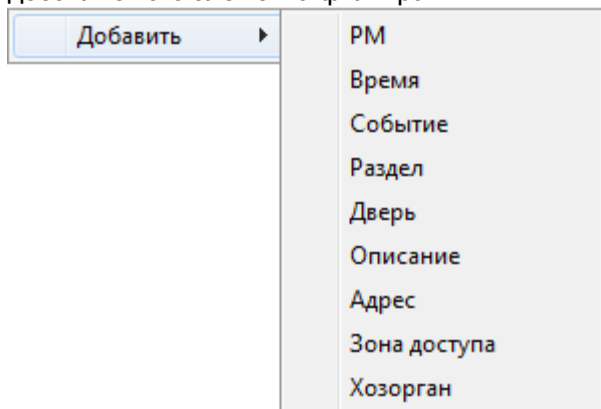 Добавить
РМ
Время
Событие
Раздел
Дверь
Описание
Адрес
Зона доступа
Хозорган